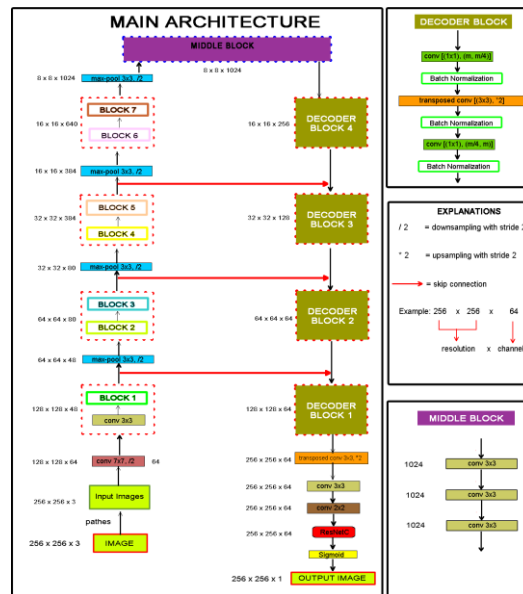 MAIN ARCHITECTURE
MIDDLE BLOCK
8 x 8 x 1024
8 x 8 x 1024
max-pool 3x3, /2
BLOCK 7
16 x 16 x 640
BLOCK 6
DECODER
BLOCK 4
16 x 16 x 256
16 x 16 x 384
max-pool 3x3, /2
BLOCK 5
32 x 32 x 384
BLOCK 4
DECODER
BLOCK 3
32 x 32 x 128
32 x 32 x 80
max-pool 3x3, /2
BLOCK 3
64 x 64 x 80
BLOCK 2
DECODER
BLOCK 2
64 x 64 x 64
64 x 64 x 48
max-pool 3x3, /2
BLOCK 1
128 x 128 x 48
conv 3x3
DECODER
BLOCK 1
128 x 128 x 64
128 x 128 x 64
conv 7x7, /2
64
256 x 256 x 64
transposed conv 3x3, *2
256 x 256 x 3
Input Images
256 x 256 x 64
conv 3x3
256 x 256 x 64
conv 2x2
pathes
256 x 256 x 64
ResNetC
256 x 256 x 3
IMAGE
Sigmoid
256 x 256 x 1
OUTPUT IMAGE
DECODER BLOCK
conv [(1x1), (m, m/4)]
Batch Normalization
transposed conv [(3x3), *2]
Batch Normalization
conv [(1x1), (m/4, m)]
Batch Normalization
EXPLANATIONS
/ 2 = downsampling with stride 2
* 2 = upsampling with stride 2
= skip connection
Example: 256 x 256 x 64
resolution x channel
MIDDLE BLOCK
1024
conv 3x3
1024
conv 3x3
1024
conv 3x3